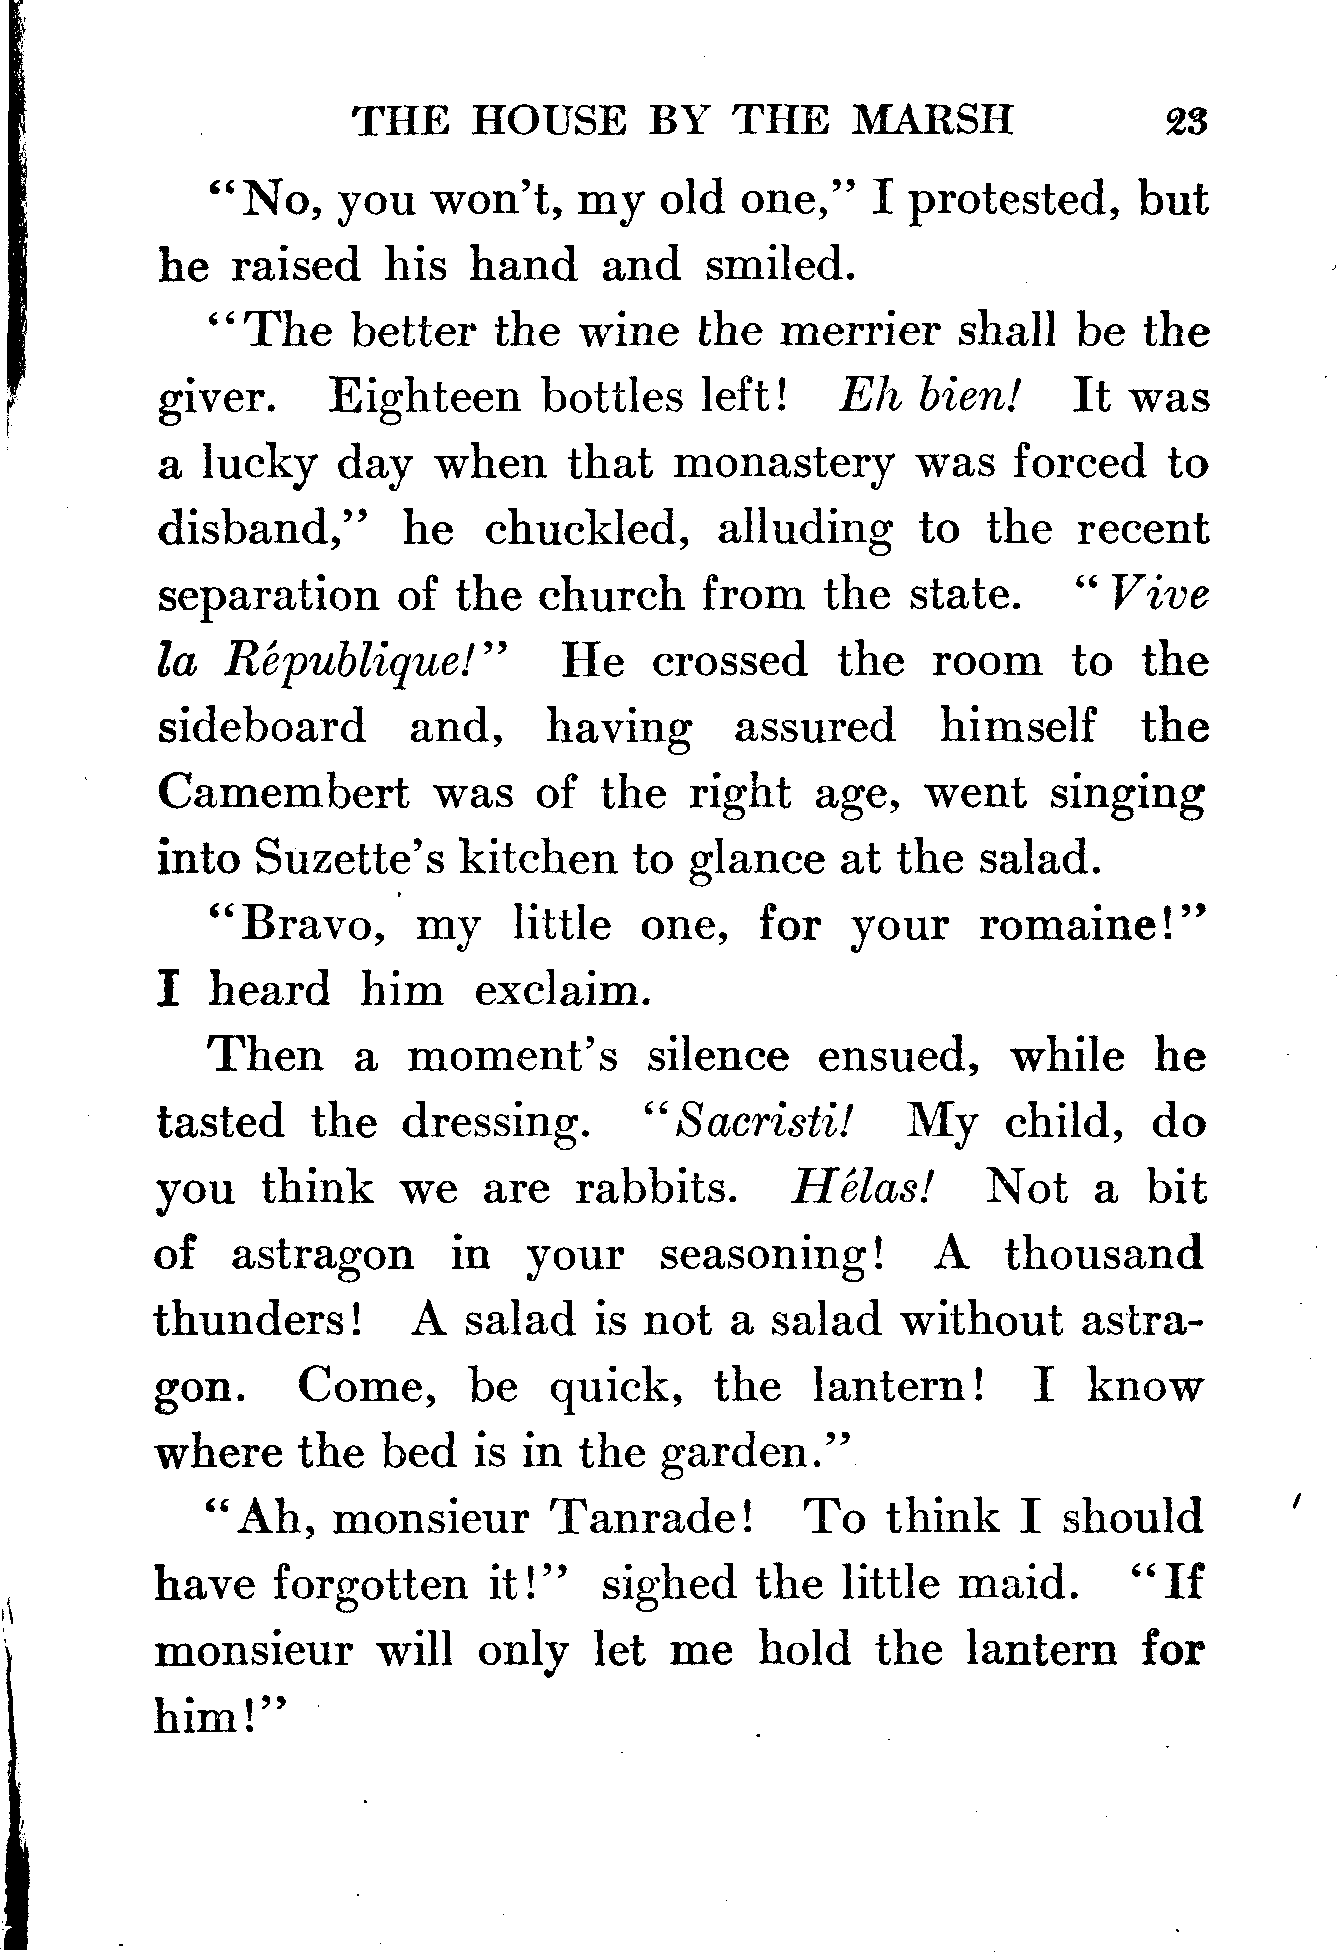 THE HOUSE BY THE MARSH 23
“No, you won’t, my old one,” I protested, but
he raised his hand and smiled.
“The better the wine the merrier shall be the
giver. Eighteen bottles left! Eh bien! It was
a lucky day when that monastery was forced to
disband,” he chuckled, alluding to the recent
separation of the church from the state. “Vive
la République!” He crossed the room to the
sideboard and, having assured himself the
Camembert was of the right age, went singing
into Suzette’s kitchen to glance at the salad.
“Bravo, my little one, for your romaine!”
I heard him exclaim.
Then a moment’s silence ensued, while he
tasted the dressing. “Sacristi! My child, do
you think we are rabbits. Hélas! Not a bit
of astragon in your seasoning! A thousand
thunders! A salad is not a salad without astra-
gon. Come, be quick, the lantern! I know
where the bed is in the garden.”
“Ah, monsieur Tanrade! To think I should
have forgotten it!” sighed the little maid. “If
monsieur will only let me hold the lantern for
him!”